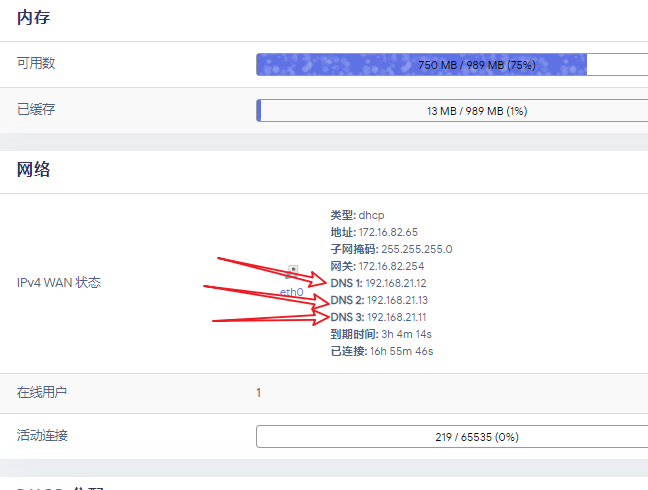 内存
可用数
750 MB / 989 MB (75%)
已缓存
13 MB / 989 MB (1%)
网络
IPv4 WAN 状态
eth0
类型: dhcp
地址: 172.16.82.65
子网掩码: 255.255.255.0
网关: 172.16.82.254
DNS 1: 192.168.21.12
DNS 2: 192.168.21.13
DNS 3: 192.168.21.11
到期时间: 3h 4m 14s
已连接: 16h 55m 46s
在线用户
1
活动连接
219 / 65535 (0%)